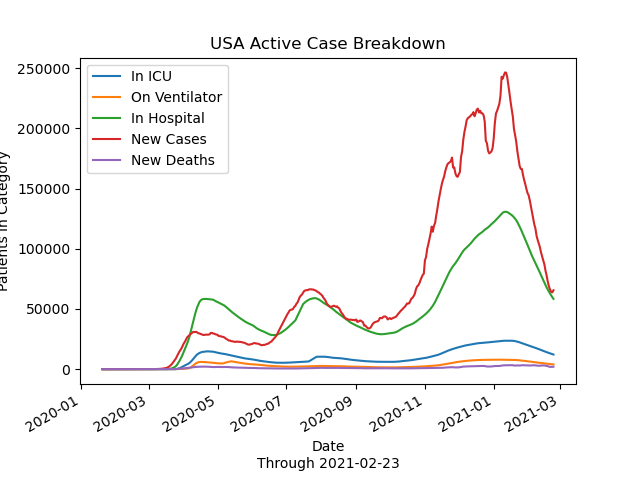 USA Active Case Breakdown
250000
200000
150000
100000
50000
0
Patients in Category
In ICU
On Ventilator
In Hospital
New Cases
New Deaths
2020-01
2020-03
2020-05
2020-07
2020-09
2020-11
2021-01
2021-03
Date
Through 2021-02-23